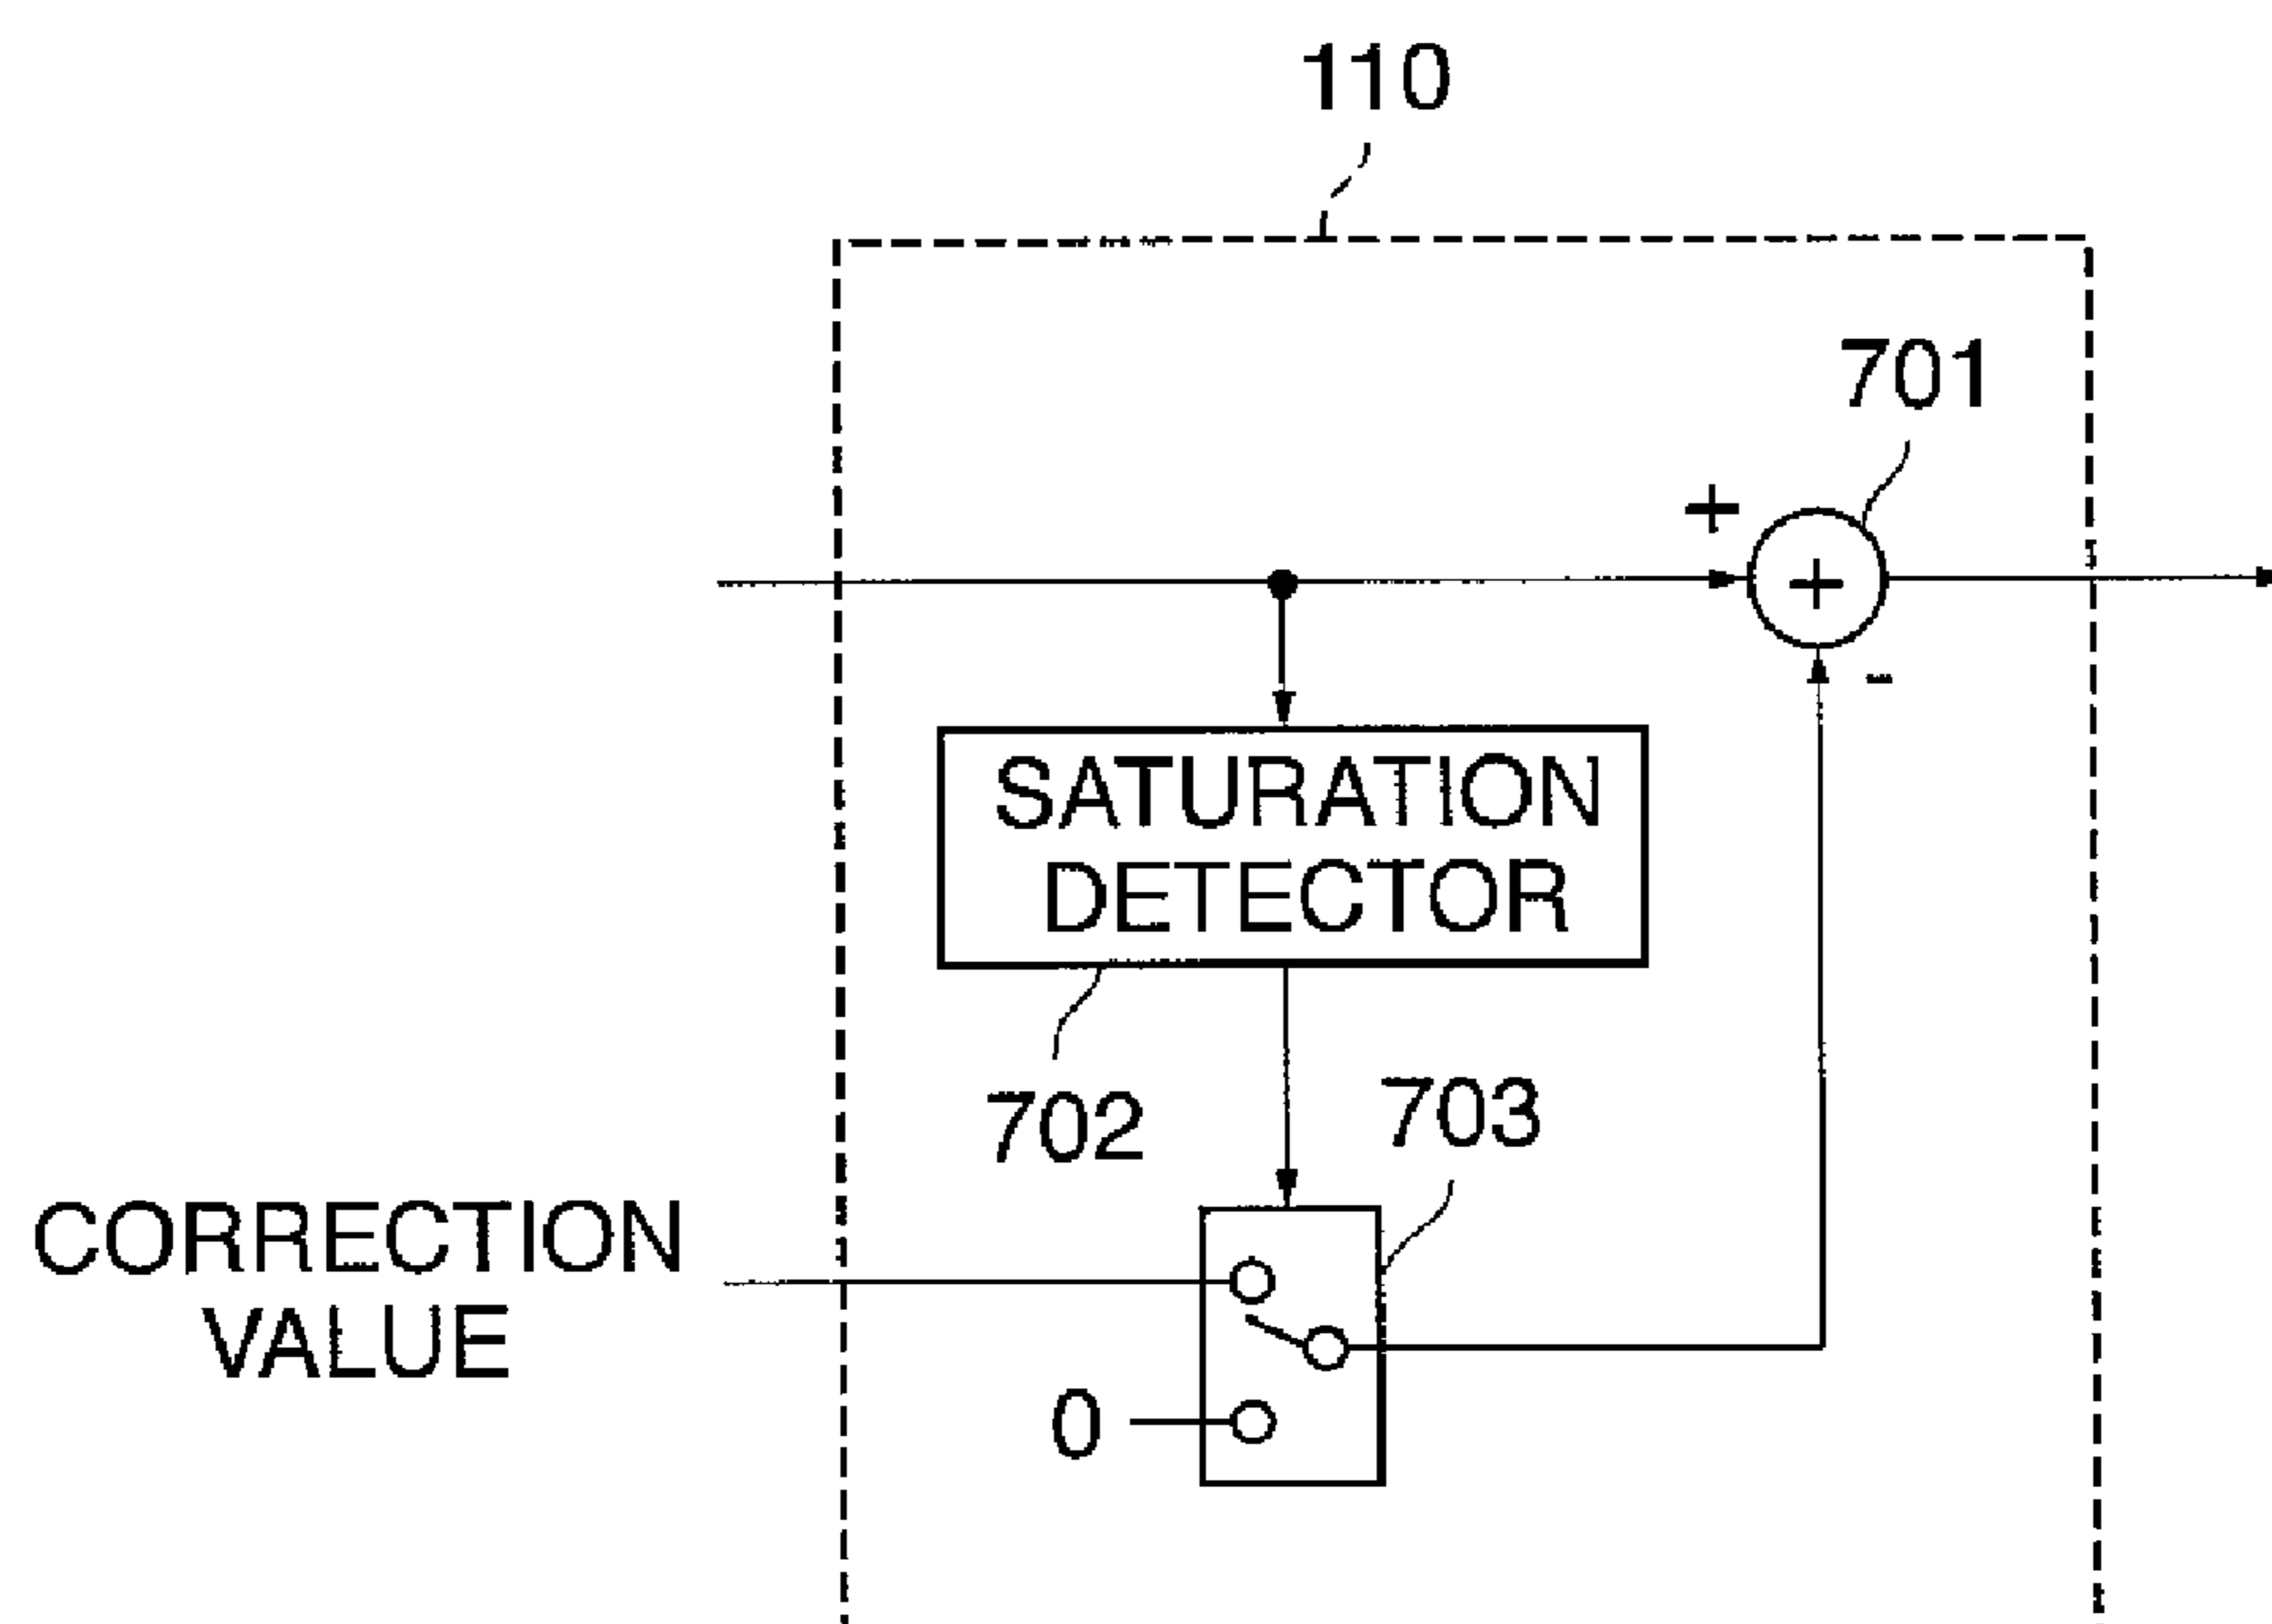 110
701
+
+
-
SATURATION
DETECTOR
702
703
CORRECTION
VALUE
0